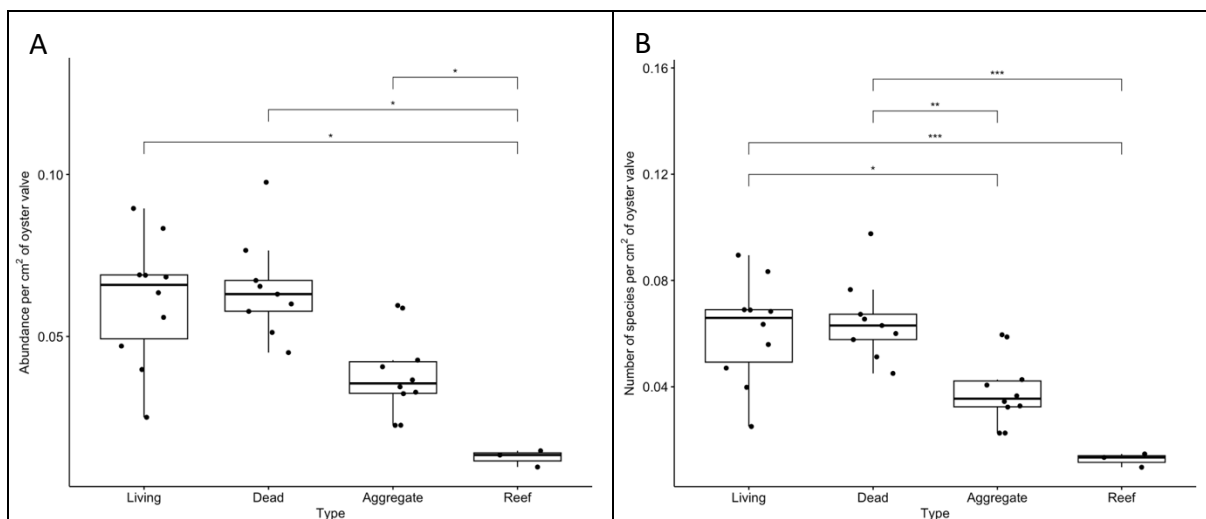 A
Abundance per cm² of oyster valve
0.10
0.05
*
*
*
Living Dead Aggregate Reef
Type
B
Number of species per cm² of oyster valve
0.16
0.12
0.08
0.04
***
**
***
*
Living Dead Aggregate Reef
Type